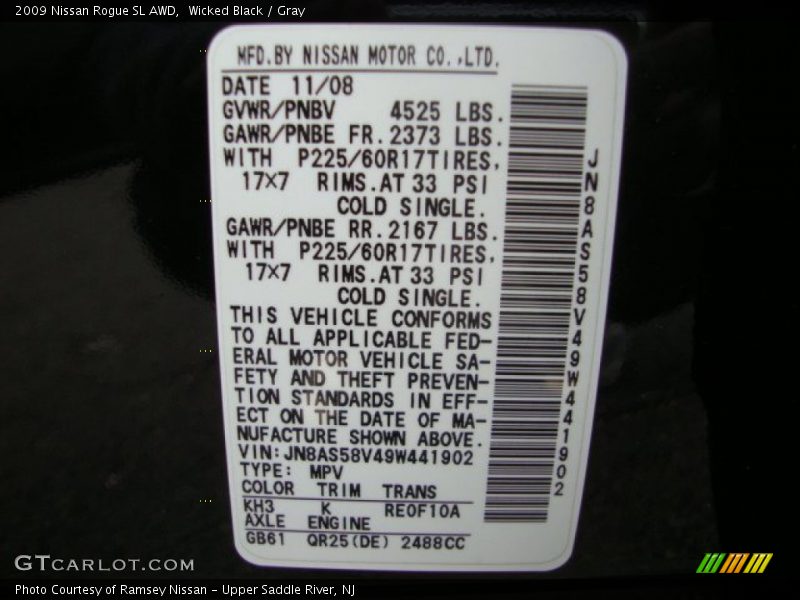 2009 Nissan Rogue SL AWD,  Wicked Black / Gray
MFD.BY NISSAN MOTOR CO.,LTD.
DATE 11/08
GVWR/PNBV 4525 LBS.
GAWR/PNBE FR.2373 LBS.
WITH P225/60R17TIRES,
17×7 RIMS.AT 33 PSI
COLD SINGLE.
GAWR/PNBE RR.2167 LBS.
WITH P225/60R17TIRES,
17×7 RIMS.AT 33 PSI
COLD SINGLE.
THIS VEHICLE CONFORMS
TO ALL APPLICABLE FED-
ERAL MOTOR VEHICLE SA-
FETY AND THEFT PREVEN-
TION STANDARDS IN EFF-
ECT ON THE DATE OF MA-
NUFACTURE SHOWN ABOVE.
VIN:JN8AS58V49W441902
TYPE: MPV
COLOR TRIM TRANS
KH3 K RE0F10A
AXLE ENGINE
GB61 QR25(DE) 2488CC
JN8AS58V49W441902
GTCARLOT.COM
Photo Courtesy of Ramsey Nissan - Upper Saddle River, NJ